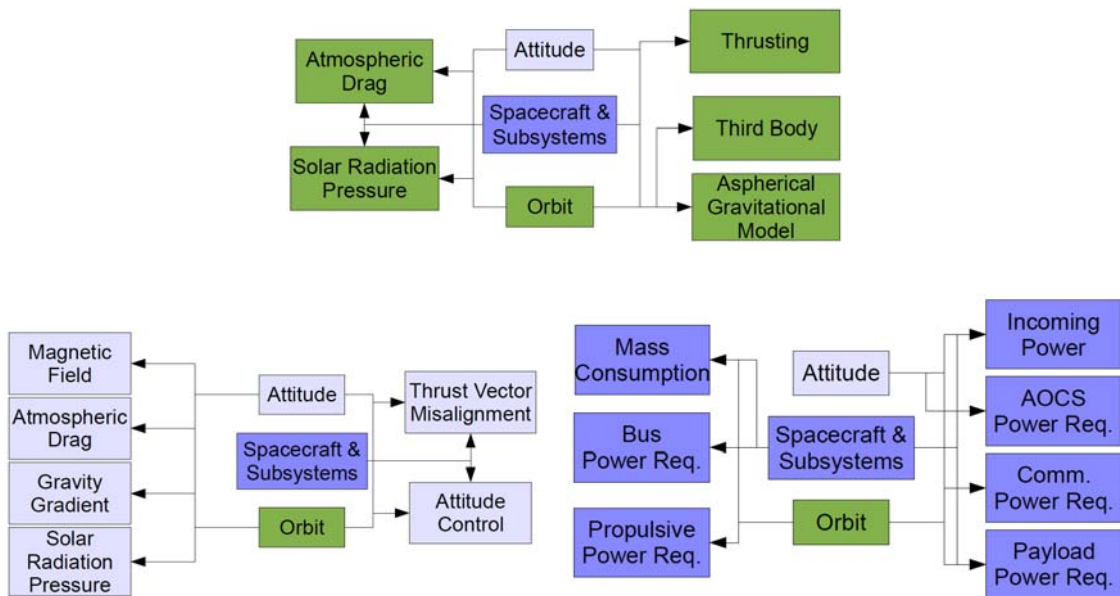 Atmospheric
Drag
Solar Radiation
Pressure
Attitude
Spacecraft &
Subsystems
Orbit
Thrusting
Third Body
Aspherical
Gravitational
Model
Magnetic
Field
Atmospheric
Drag
Gravity
Gradient
Solar
Radiation
Pressure
Attitude
Spacecraft &
Subsystems
Orbit
Thrust Vector
Misalignment
Attitude
Control
Mass
Consumption
Bus
Power Req.
Propulsive
Power Req.
Attitude
Spacecraft &
Subsystems
Orbit
Incoming
Power
AOCS
Power Req.
Comm.
Power Req.
Payload
Power Req.